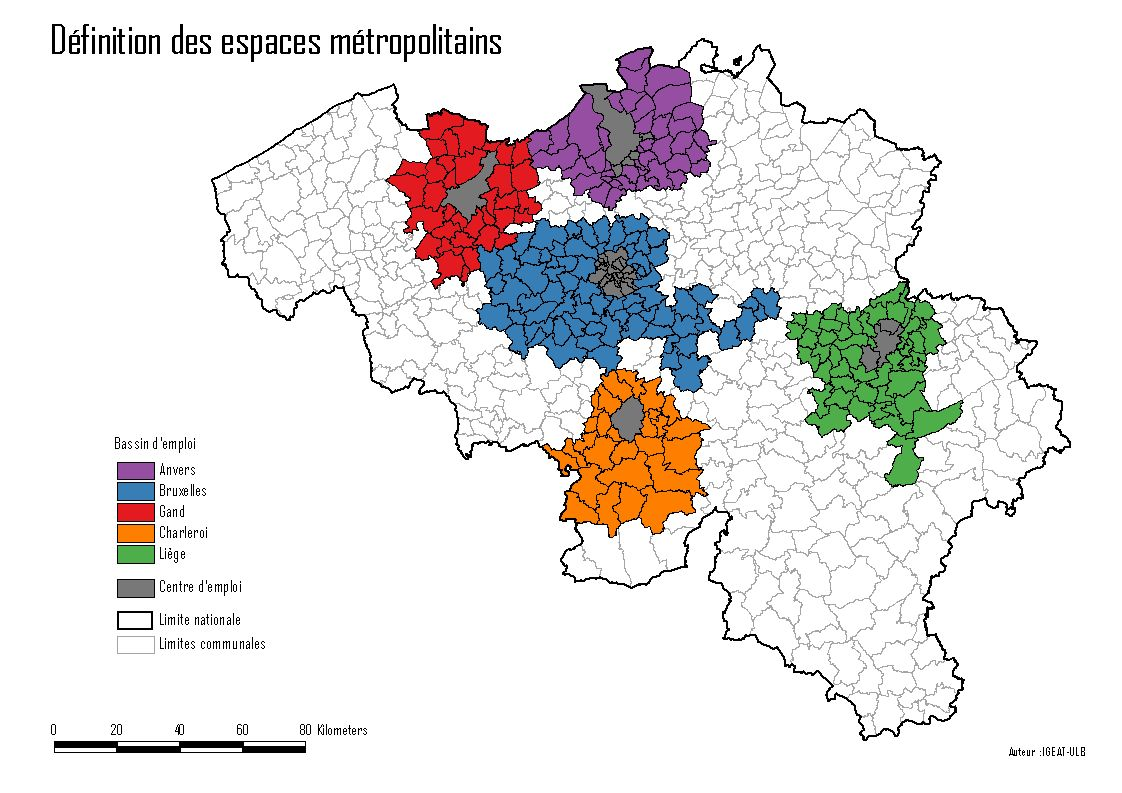 Définition des espaces métropolitains
Bassin d'emploi
Anvers
Bruxelles
Gand
Charleroi
Liège
Centre d'emploi
Limite nationale
Limites communales
0 20 40 60 80 Kilometers
Auteur :IGEAT-ULB